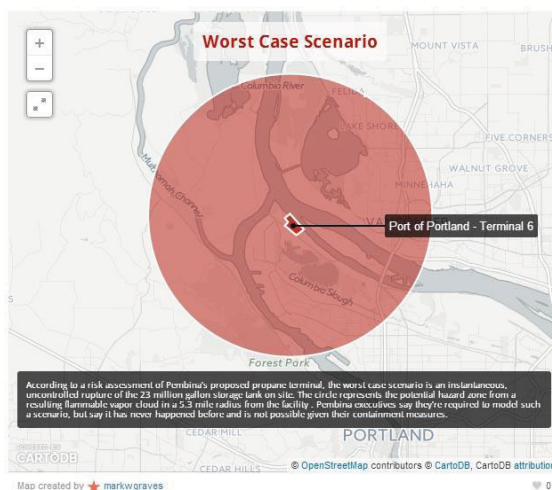 +
Worst Case Scenario
MOUNT VISTA
BRUSH
−
Columbia River
FELIDA
LAKE SHORE
FIVE CORNERS
WALNUT GROVE
Multnomah Channel
MINNEHAHA
Port of Portland - Terminal 6
Columbia Slough
Forest Park
According to a risk assessment of Pembina's proposed propane terminal, the worst case scenario is an instantaneous,
uncontrolled rupture of the 23 million gallon storage tank on site. The circle represents the potential hazard zone from a
resulting flammable vapor cloud in a 5.3 mile radius from the facility . Pembina executives say they're required to model such
a scenario, but say it has never happened before and is not possible given their containment measures.
CEDAR MILL
PORTLAND
POWERED BY
CARTODB
CEDAR HILLS
© OpenStreetMap contributors © CartoDB, CartoDB attribution
Map created by markwgraves
0